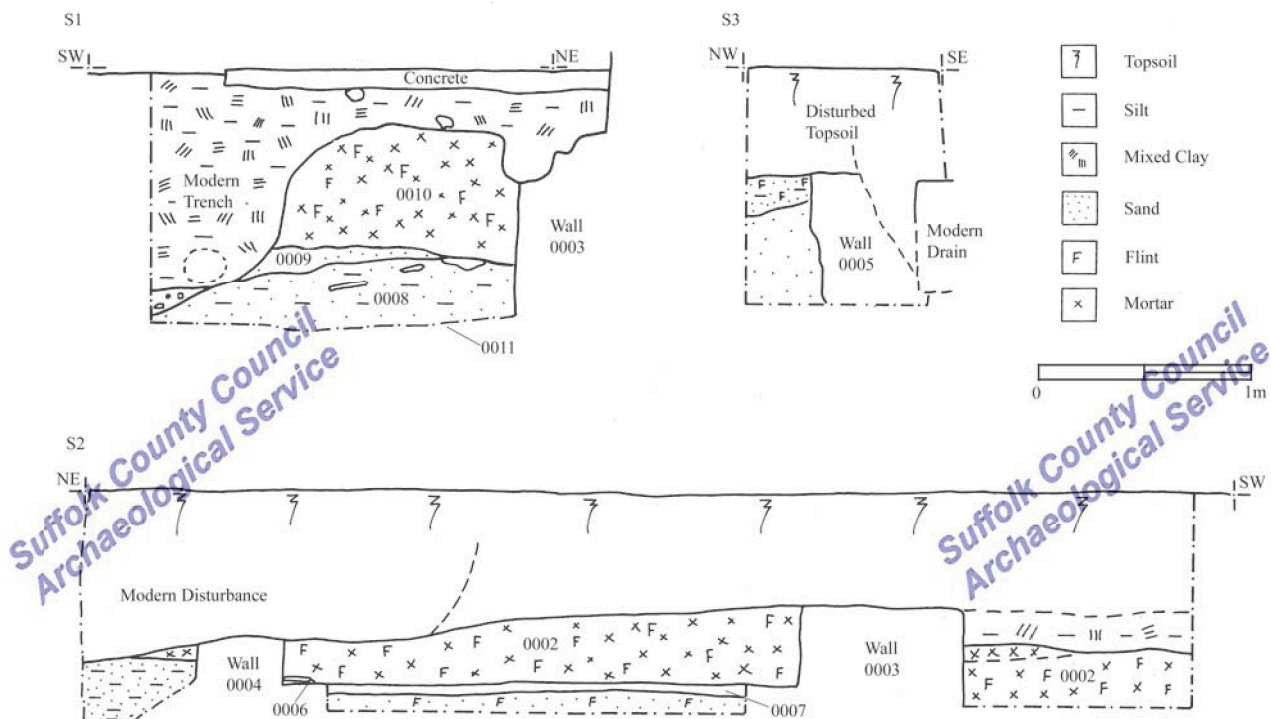 S1
SW
NE
Concrete
Modern
Trench
0010
Wall
0003
0009
0008
0011
S3
NW
SE
Disturbed
Topsoil
Wall
0005
Modern
Drain
Topsoil
Silt
Mixed Clay
Sand
F
Flint
x
Mortar
0
1m
Suffolk County Council
Archaeological Service
Suffolk County Council
Archaeological Service
S2
NE
SW
Modern Disturbance
Wall
0004
0002
Wall
0003
0002
0006
0007